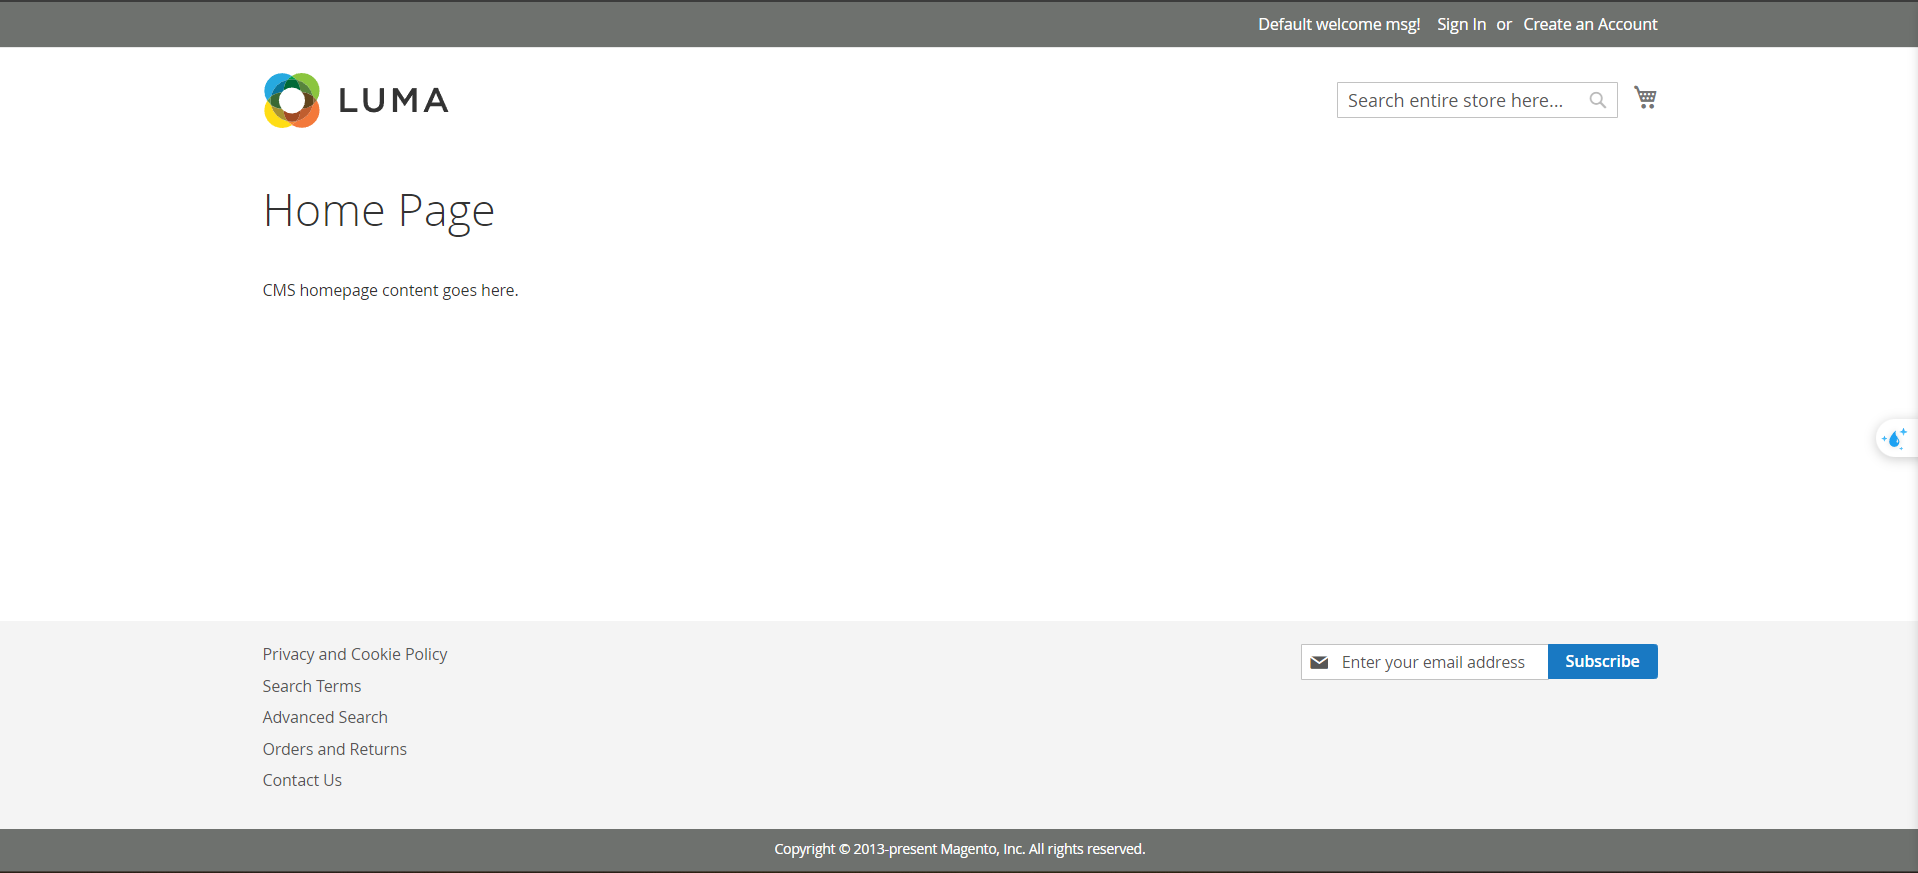 Default welcome msg! Sign In or Create an Account
LUMA
Search entire store here...
Home Page
CMS homepage content goes here.
Privacy and Cookie Policy
Search Terms
Advanced Search
Orders and Returns
Contact Us
Enter your email address
Subscribe
Copyright © 2013-present Magento, Inc. All rights reserved.